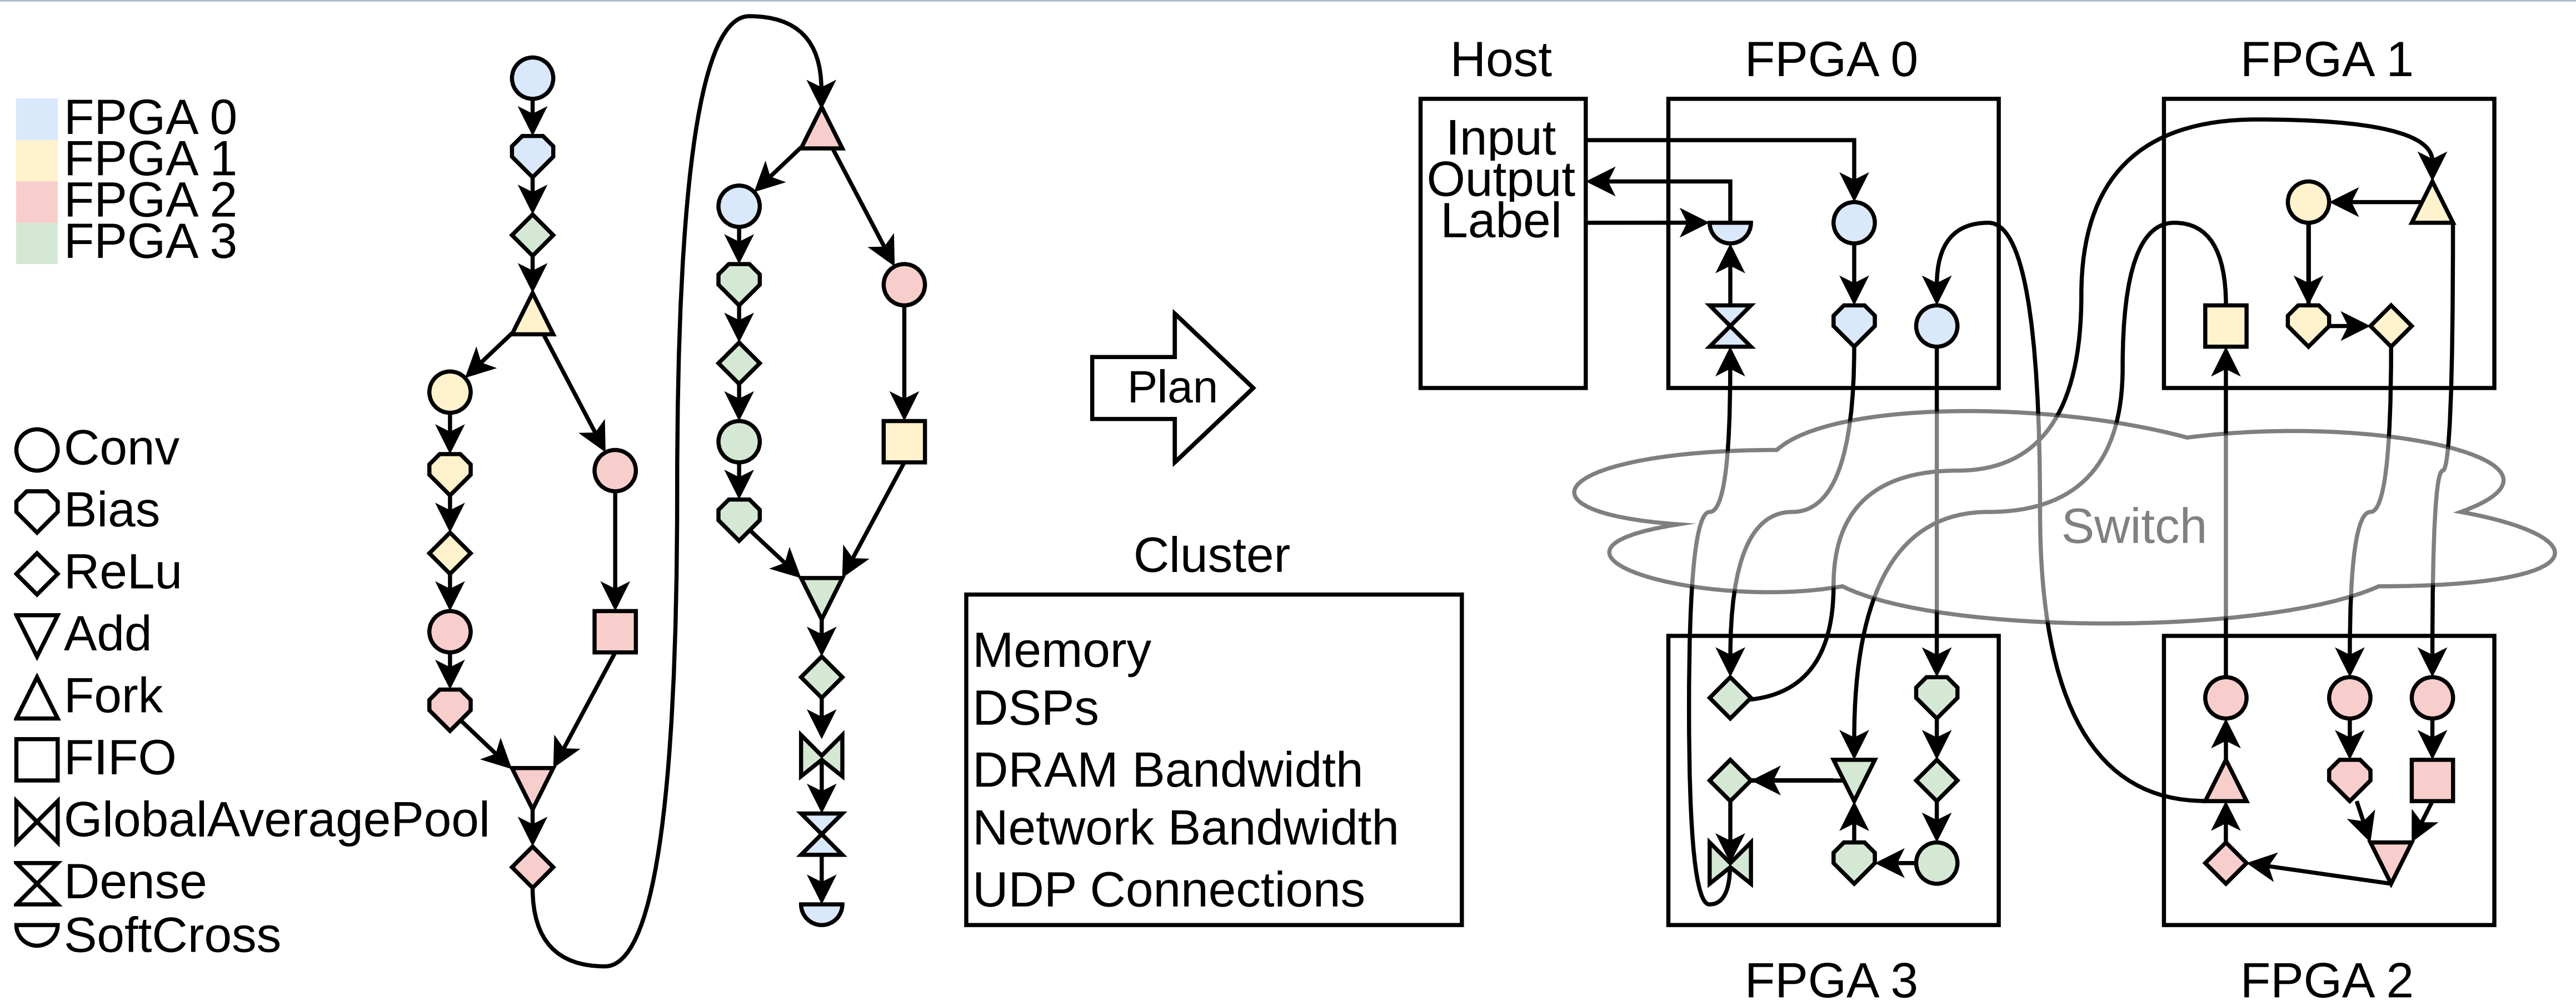 FPGA 0
FPGA 1
FPGA 2
FPGA 3
Conv
Bias
ReLu
Add
Fork
FIFO
GlobalAveragePool
Dense
SoftCross
Plan
Cluster
Memory
DSPs
DRAM Bandwidth
Network Bandwidth
UDP Connections
Host
FPGA 0
FPGA 1
Input
Output
Label
Switch
FPGA 3
FPGA 2